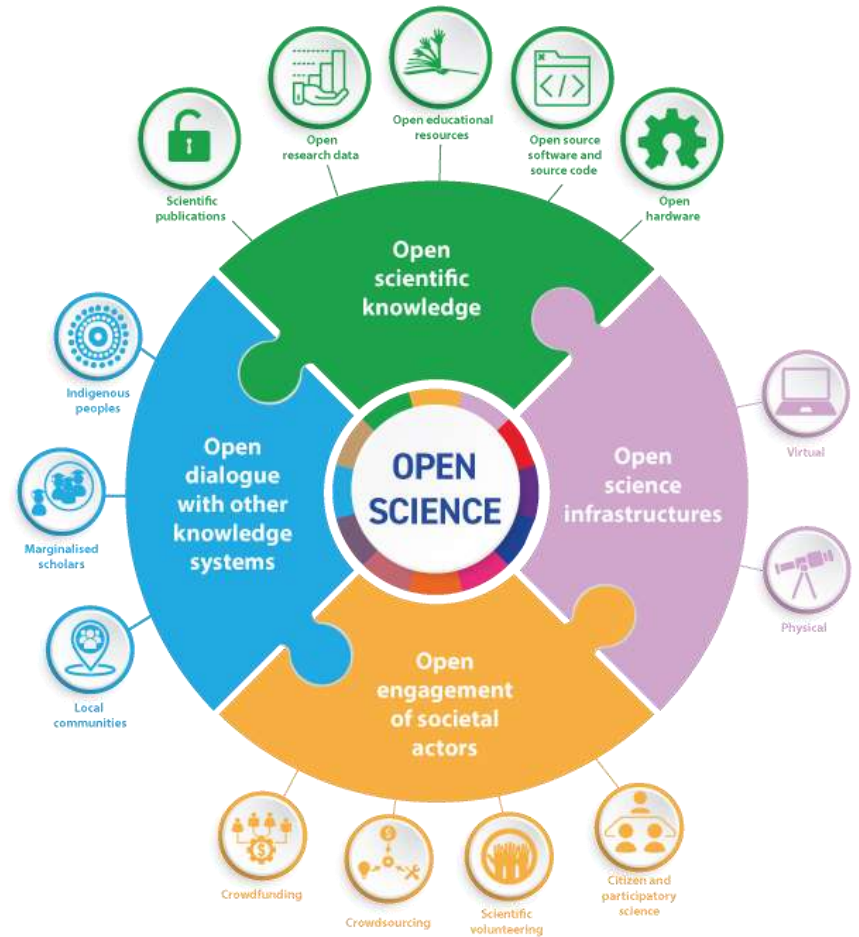 Open educational
resources
Open
research data
Open source
software and
source code
Scientific
publications
Open
hardware
Open
scientific
knowledge
Indigenous
peoples
Virtual
Open
dialogue
with other
knowledge
systems
OPEN
SCIENCE
Open
science
infrastructures
Marginalised
scholars
Physical
Local
communities
Open
engagement
of societal
actors
Crowdfunding
Crowdsourcing
Scientific
volunteering
Citizen and
participatory
science